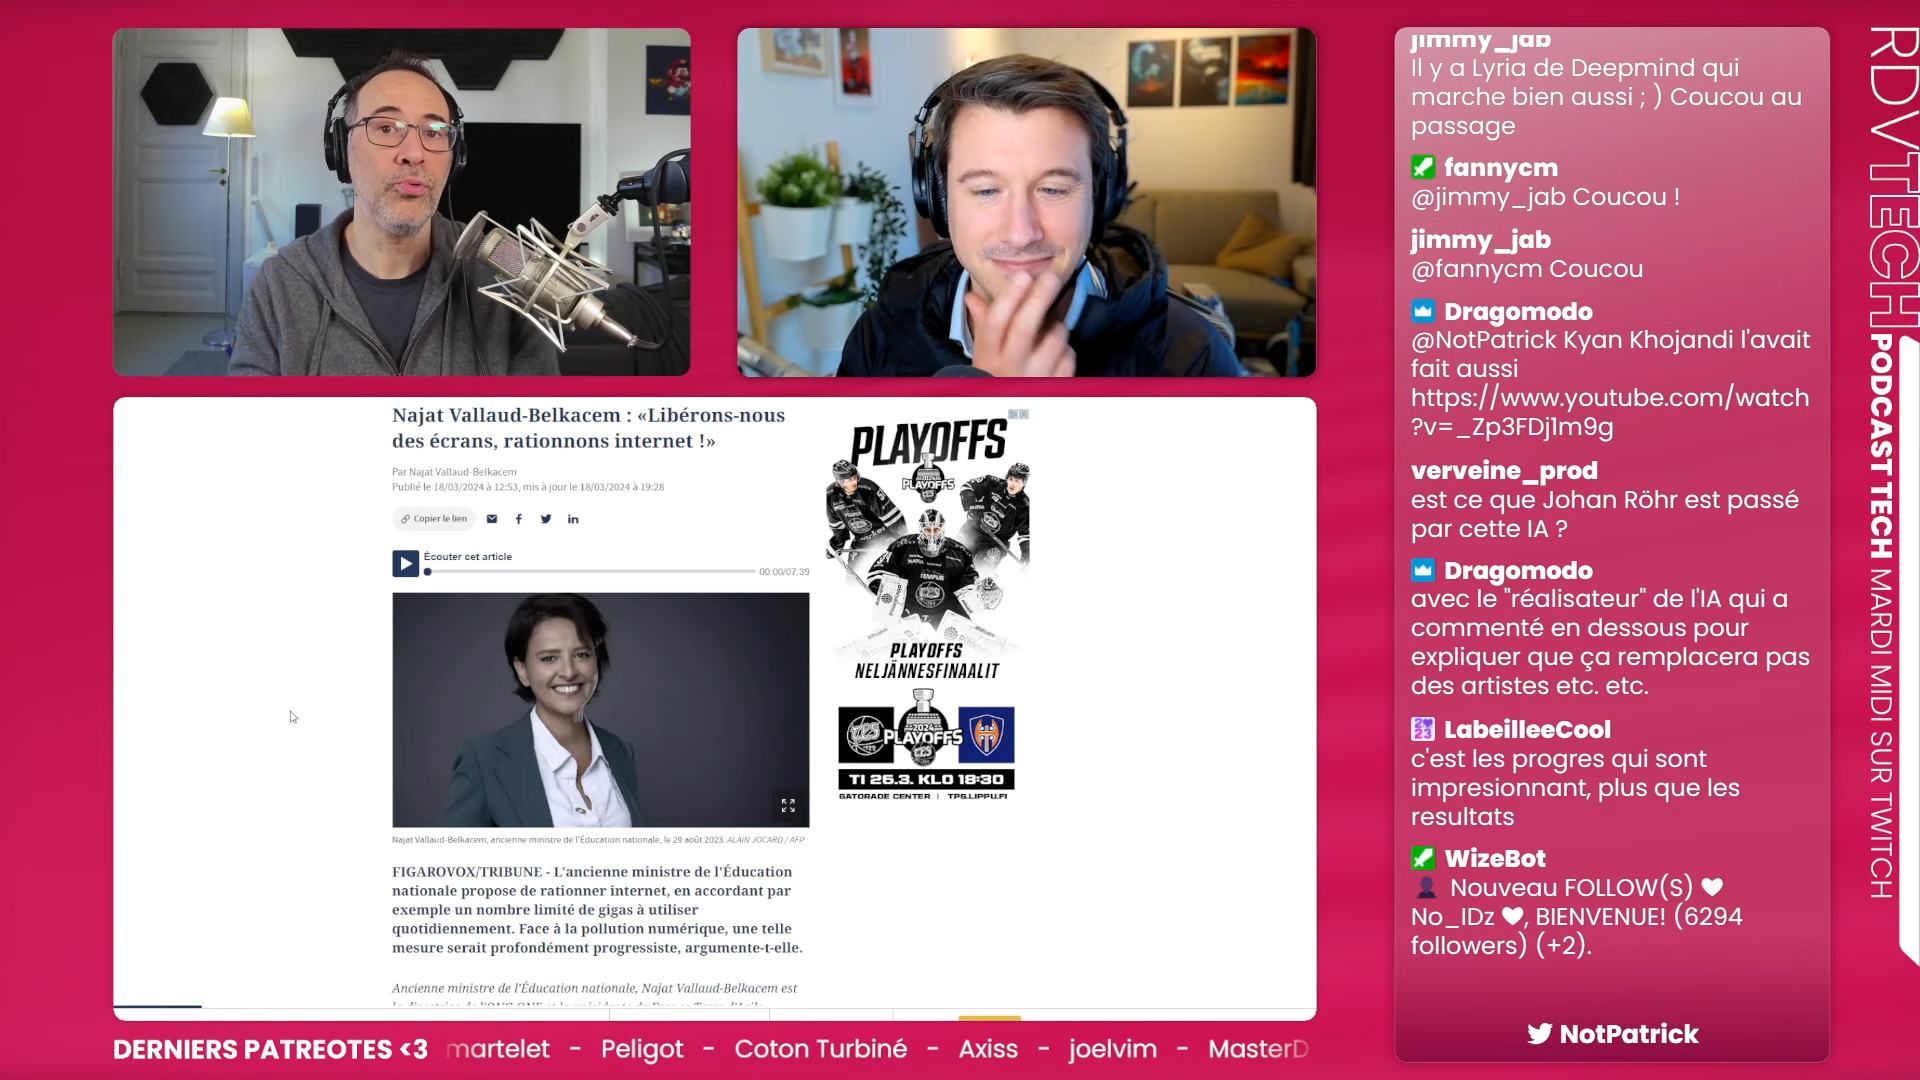 Najat Vallaud-Belkacem : «Libérons-nous
des écrans, rationnons internet !»
Par Najat Vallaud-Belkacem
Publié le 18/03/2024 à 12:53, mis à jour le 18/03/2024 à 19:28
Copier le lien
Écouter cet article
00:00/07:39
Najat Vallaud-Belkacem, ancienne ministre de l'Éducation nationale, le 29 août 2023. ALAIN JOCARD / AFP
FIGAROVOX/TRIBUNE - L'ancienne ministre de l'Éducation
nationale propose de rationner internet, en accordant par
exemple un nombre limité de gigas à utiliser
quotidiennement. Face à la pollution numérique, une telle
mesure serait profondément progressiste, argumente-t-elle.
Ancienne ministre de l'Éducation nationale, Najat Vallaud-Belkacem est
PLAYOFFS
PLAYOFFS
PLAYOFFS
NELJÄNNESFINAALIT
2024
PLAYOFFS
TI 26.3. KLO 18:30
GATORADE CENTER | TPS.LIPPU.FI
jimmy_jab
Il y a Lyria de Deepmind qui
marche bien aussi ; ) Coucou au
passage
fannycm
@jimmy_jab Coucou !
jimmy_jab
@fannycm Coucou
Dragomodo
@NotPatrick Kyan Khojandi l'avait
fait aussi
https://www.youtube.com/watch
?v=_Zp3FDj1m9g
verveine_prod
est ce que Johan Röhr est passé
par cette IA ?
Dragomodo
avec le "réalisateur" de l'IA qui a
commenté en dessous pour
expliquer que ça remplacera pas
des artistes etc. etc.
LabeilleeCool
c'est les progres qui sont
impresionnant, plus que les
resultats
WizeBot
Nouveau FOLLOW(S)
No_IDz , BIENVENUE! (6294
followers) (+2).
NotPatrick
RDVTECH PODCAST TECH MARDI MIDI SUR TWITCH
DERNIERS PATREOTES <3 martelet - Peligot - Coton Turbiné - Axiss - joelvim - MasterD